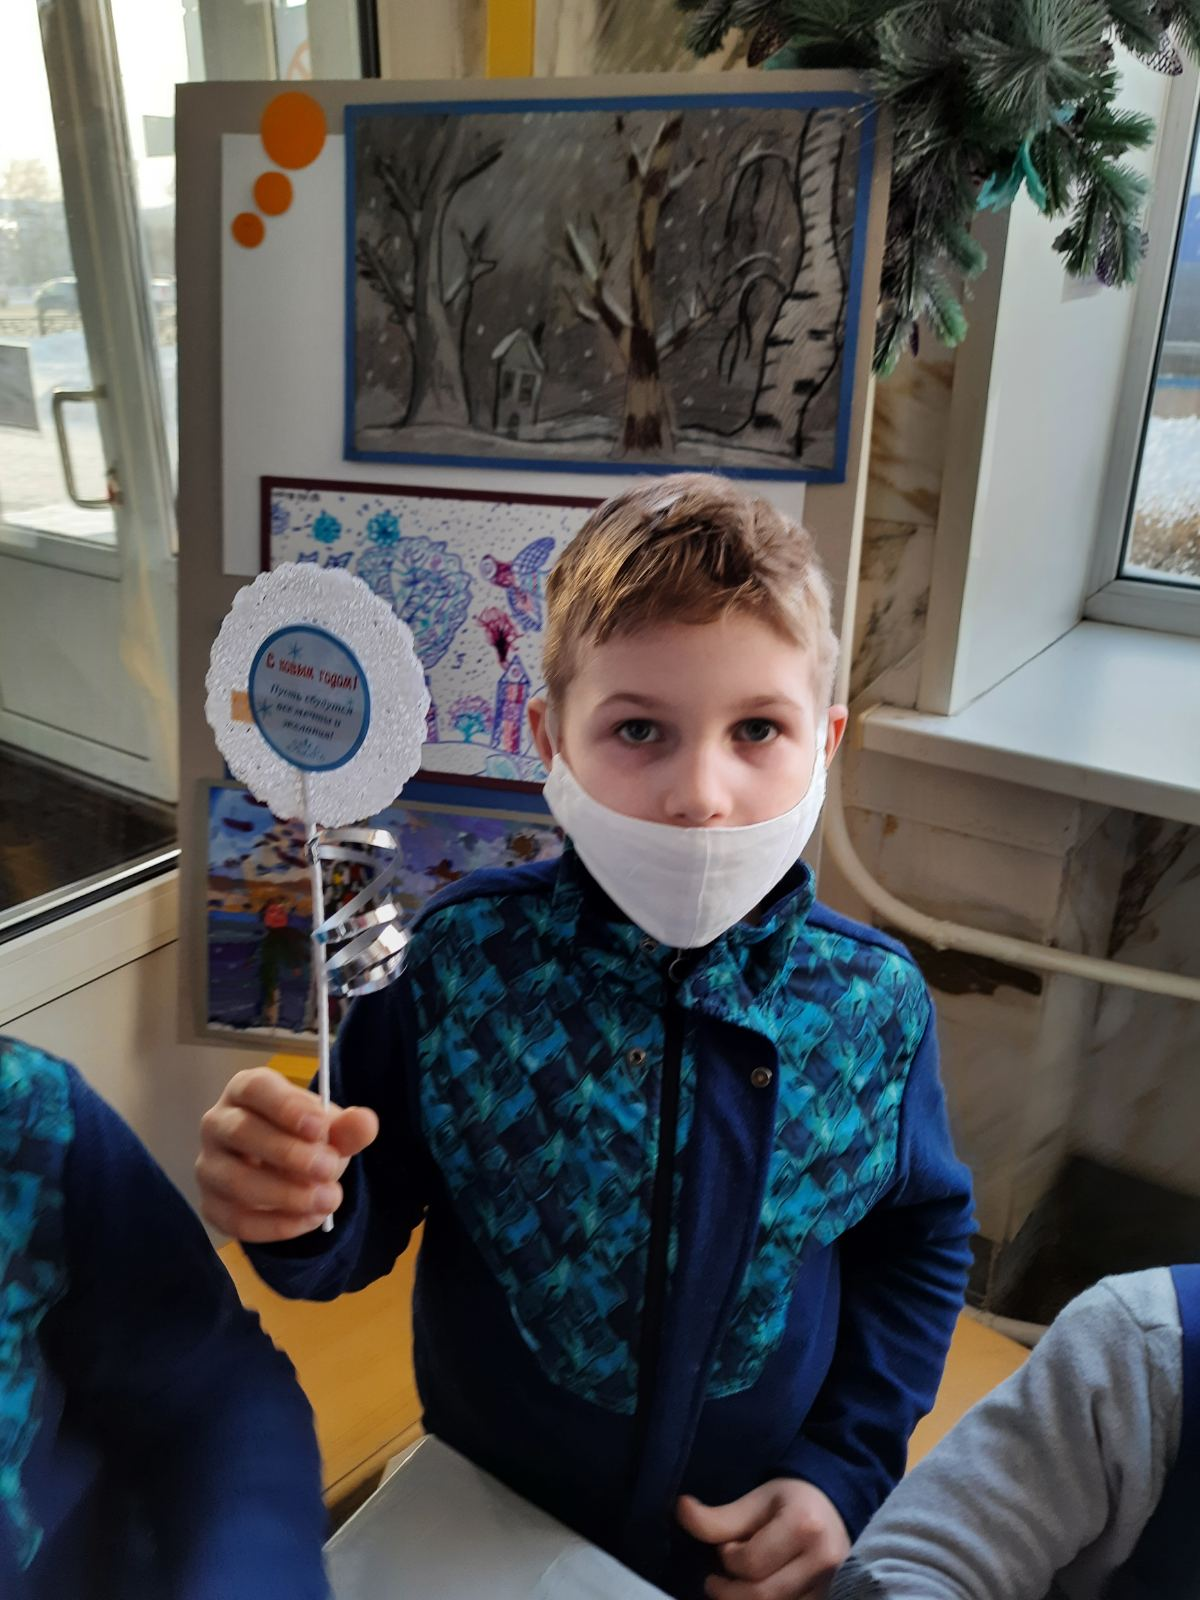 С новым годом!
Пусть сбудутся
все мечты и
желания!